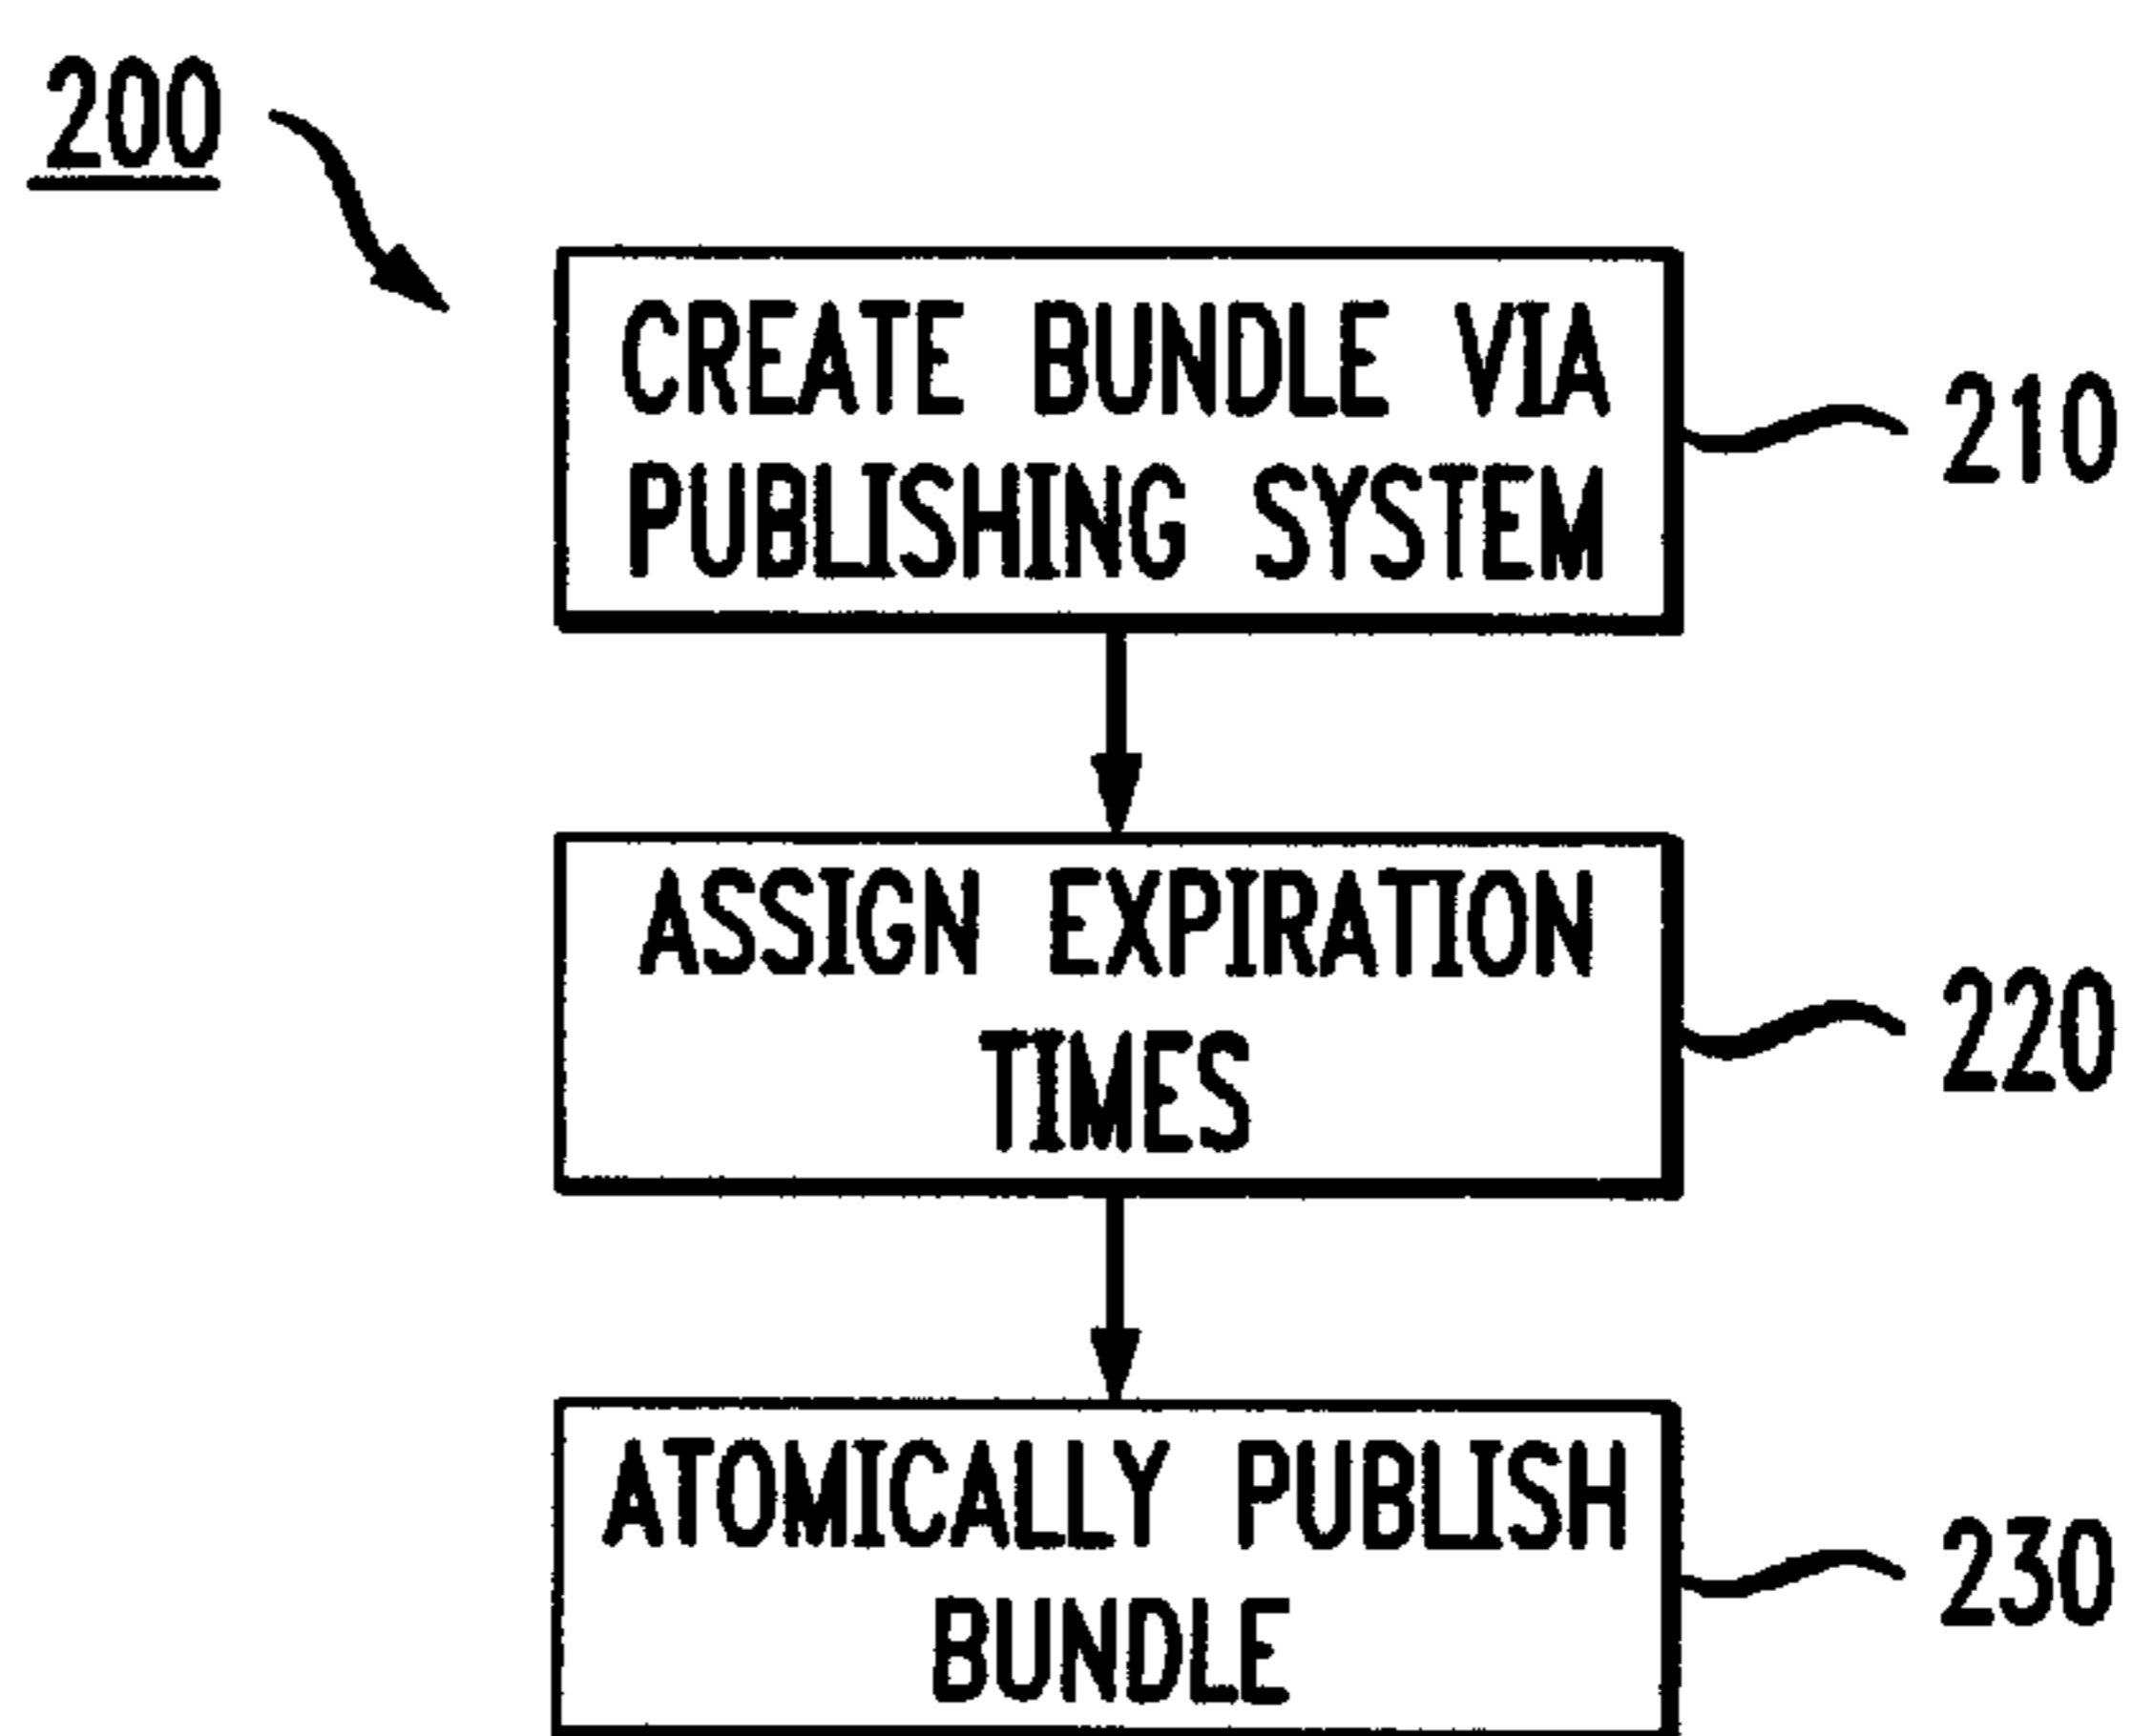 200
CREATE BUNDLE VIA
PUBLISHING SYSTEM
210
ASSIGN EXPIRATION
TIMES
220
ATOMICALLY PUBLISH
BUNDLE
230